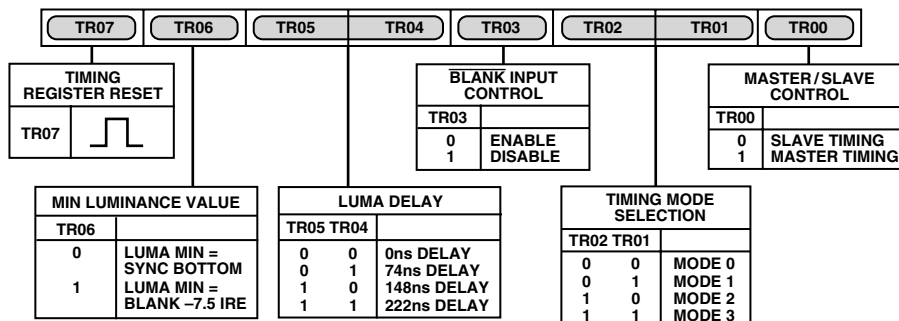 TR07 TR06 TR05 TR04 TR03 TR02 TR01 TR00
TIMING
REGISTER RESET
TR07
BLANK INPUT
CONTROL
TR03
0 ENABLE
1 DISABLE
MASTER/SLAVE
CONTROL
TR00
0 SLAVE TIMING
1 MASTER TIMING
MIN LUMINANCE VALUE
TR06
0 LUMA MIN =
SYNC BOTTOM
1 LUMA MIN =
BLANK –7.5 IRE
LUMA DELAY
TR05 TR04
0 0 0ns DELAY
0 1 74ns DELAY
1 0 148ns DELAY
1 1 222ns DELAY
TIMING MODE
SELECTION
TR02 TR01
0 0 MODE 0
0 1 MODE 1
1 0 MODE 2
1 1 MODE 3